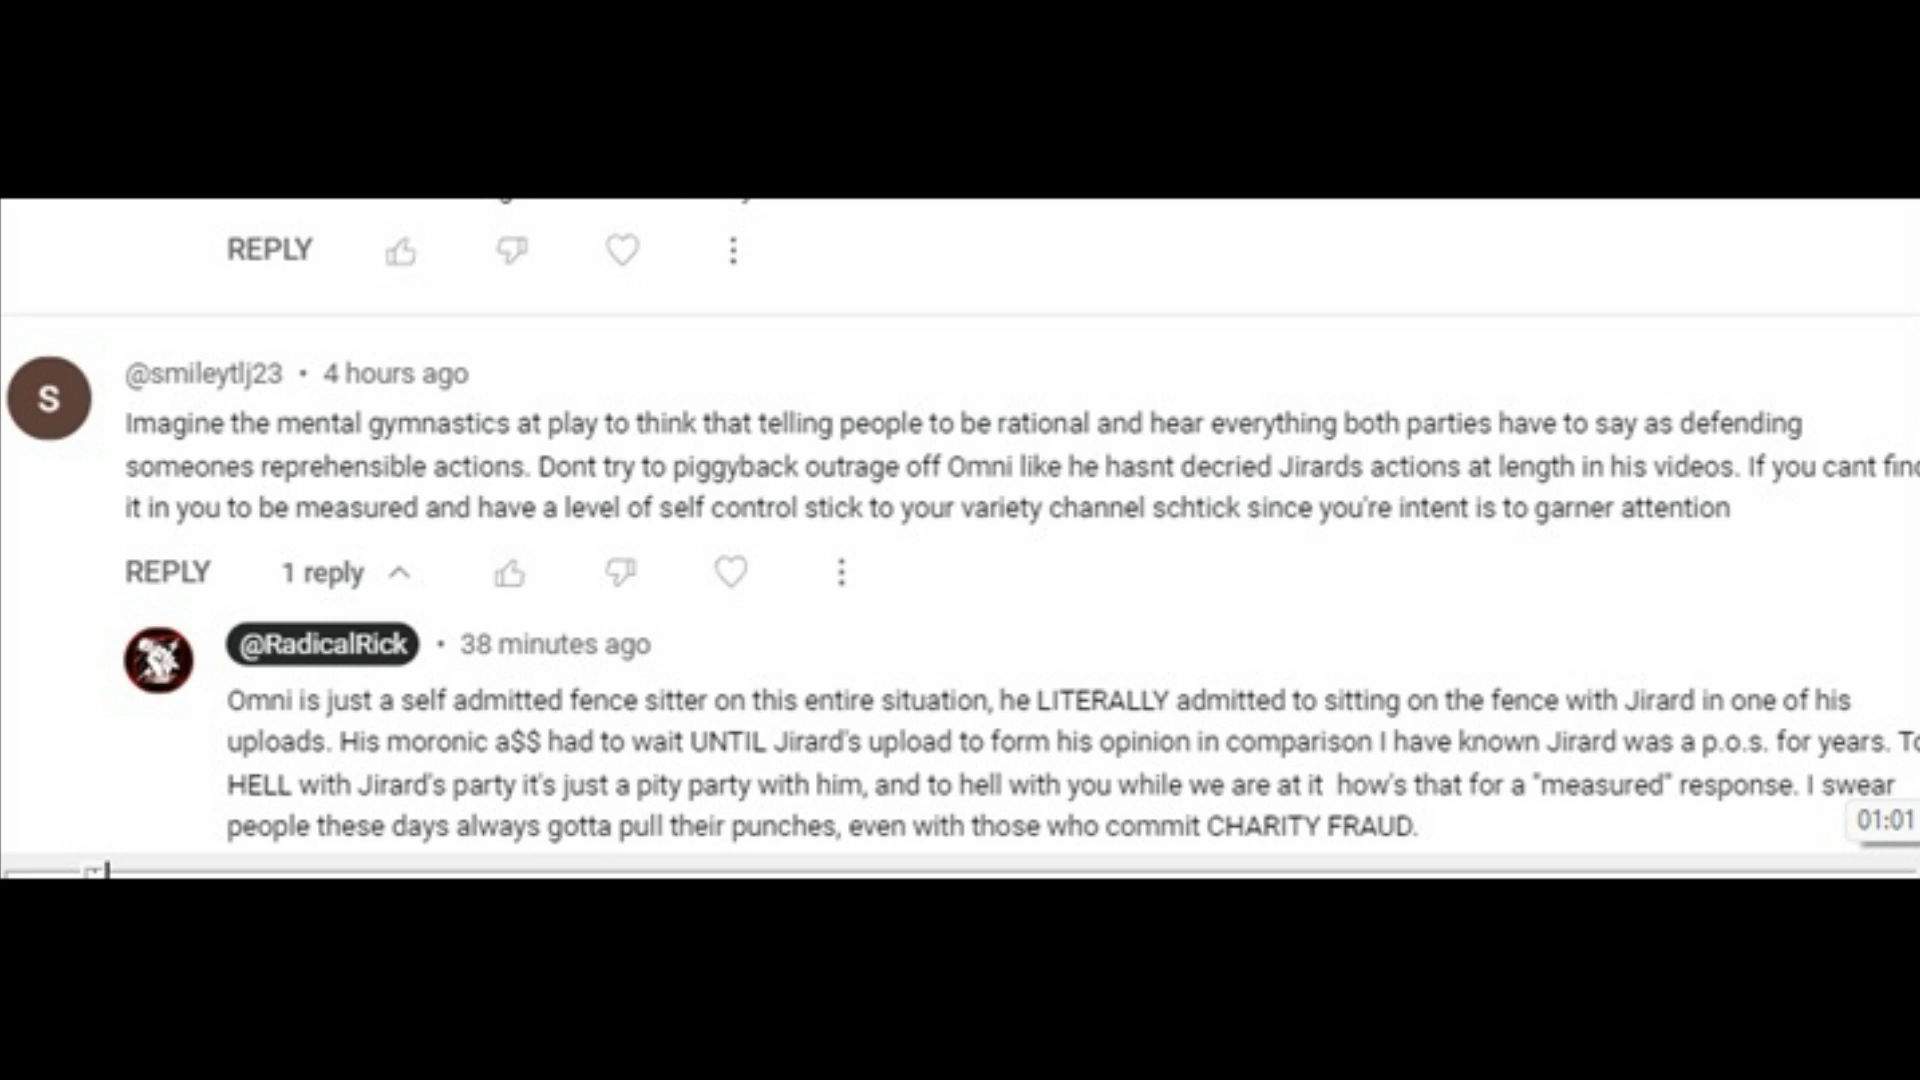 REPLY
S
@smileytlj23 • 4 hours ago
Imagine the mental gymnastics at play to think that telling people to be rational and hear everything both parties have to say as defending
someones reprehensible actions. Dont try to piggyback outrage off Omni like he hasnt decried Jirards actions at length in his videos. If you cant find
it in you to be measured and have a level of self control stick to your variety channel schtick since you're intent is to garner attention
REPLY 1 reply
@RadicalRick • 38 minutes ago
Omni is just a self admitted fence sitter on this entire situation, he LITERALLY admitted to sitting on the fence with Jirard in one of his
uploads. His moronic a$$ had to wait UNTIL Jirard's upload to form his opinion in comparison I have known Jirard was a p.o.s. for years. To
HELL with Jirard's party it's just a pity party with him, and to hell with you while we are at it how's that for a "measured" response. I swear
people these days always gotta pull their punches, even with those who commit CHARITY FRAUD.
01:01